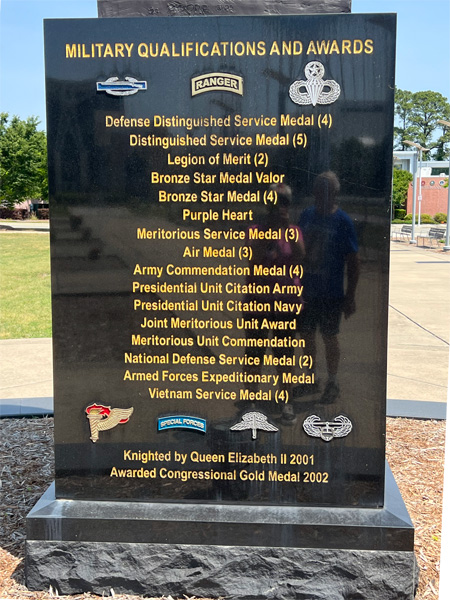 MILITARY QUALIFICATIONS AND AWARDS
RANGER
Defense Distinguished Service Medal (4)
Distinguished Service Medal (5)
Legion of Merit (2)
Bronze Star Medal Valor
Bronze Star Medal (4)
Purple Heart
Meritorious Service Medal (3)
Air Medal (3)
Army Commendation Medal (4)
Presidential Unit Citation Army
Presidential Unit Citation Navy
Joint Meritorious Unit Award
Meritorious Unit Commendation
National Defense Service Medal (2)
Armed Forces Expeditionary Medal
Vietnam Service Medal (4)
SPECIAL FORCES
Knighted by Queen Elizabeth II 2001
Awarded Congressional Gold Medal 2002